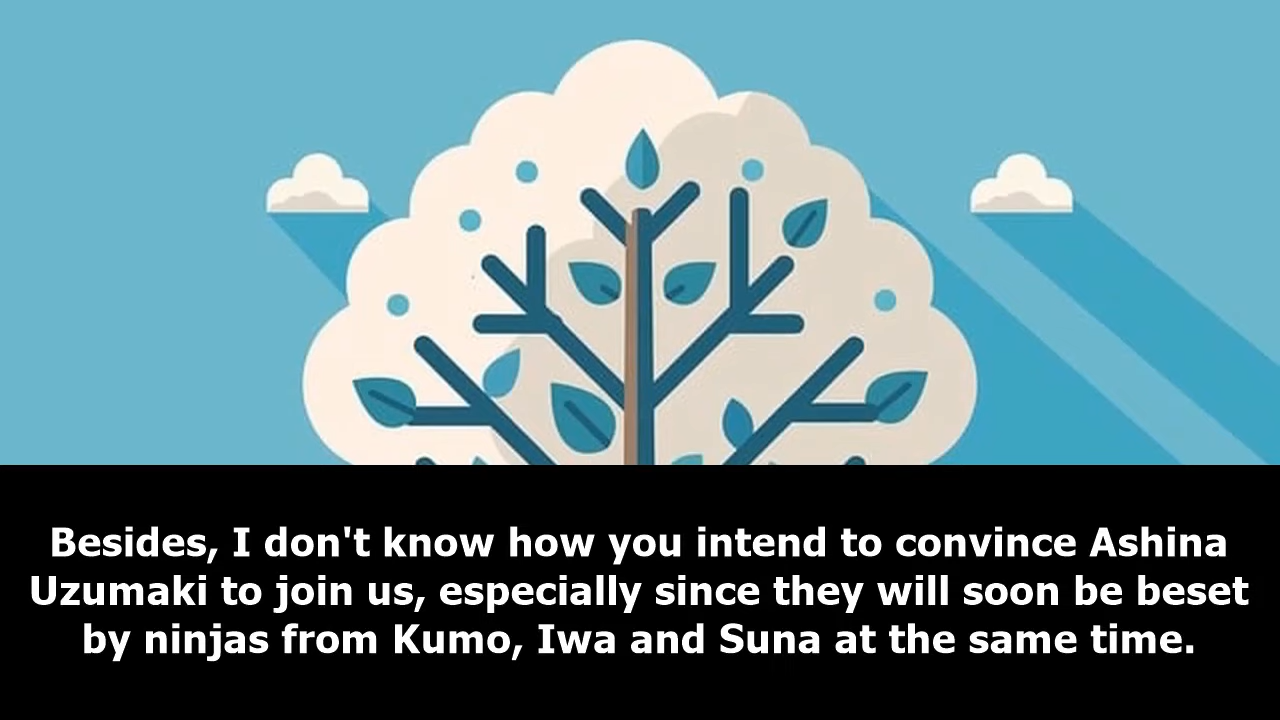 Besides, I don't know how you intend to convince Ashina
Uzumaki to join us, especially since they will soon be beset
by ninjas from Kumo, Iwa and Suna at the same time.